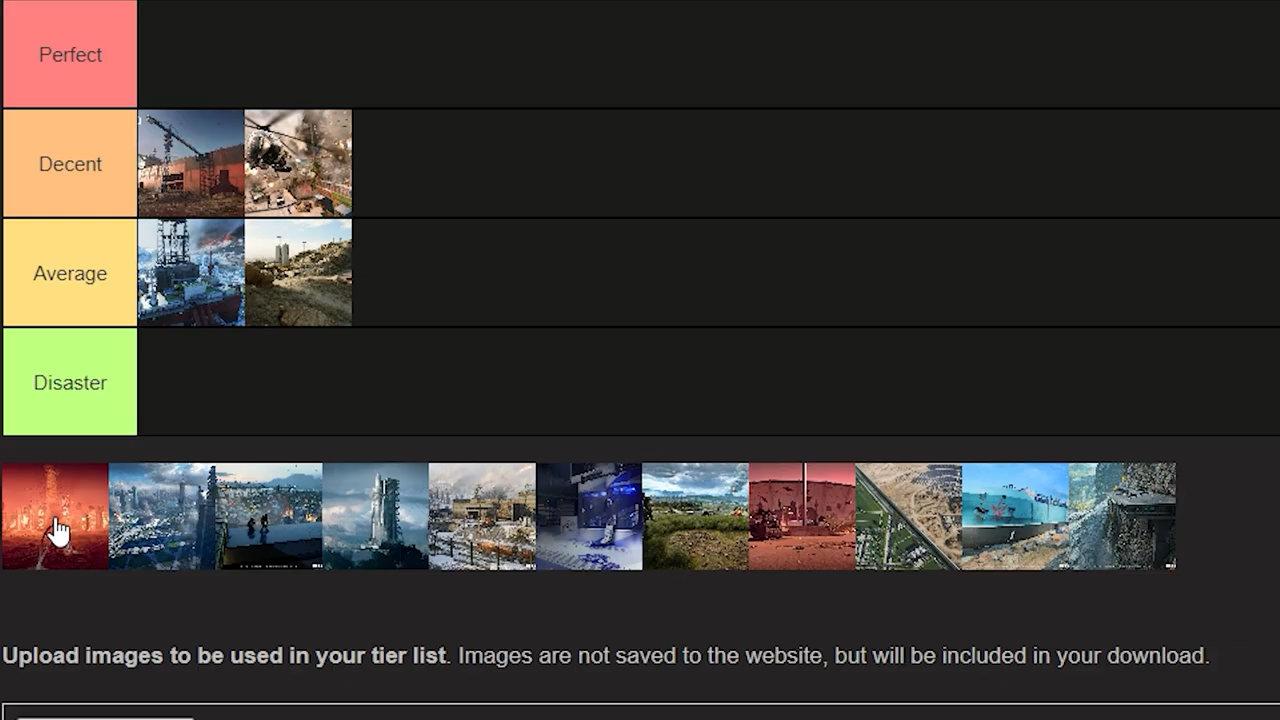 Perfect
Decent
Average
Disaster
Upload images to be used in your tier list. Images are not saved to the website, but will be included in your download.